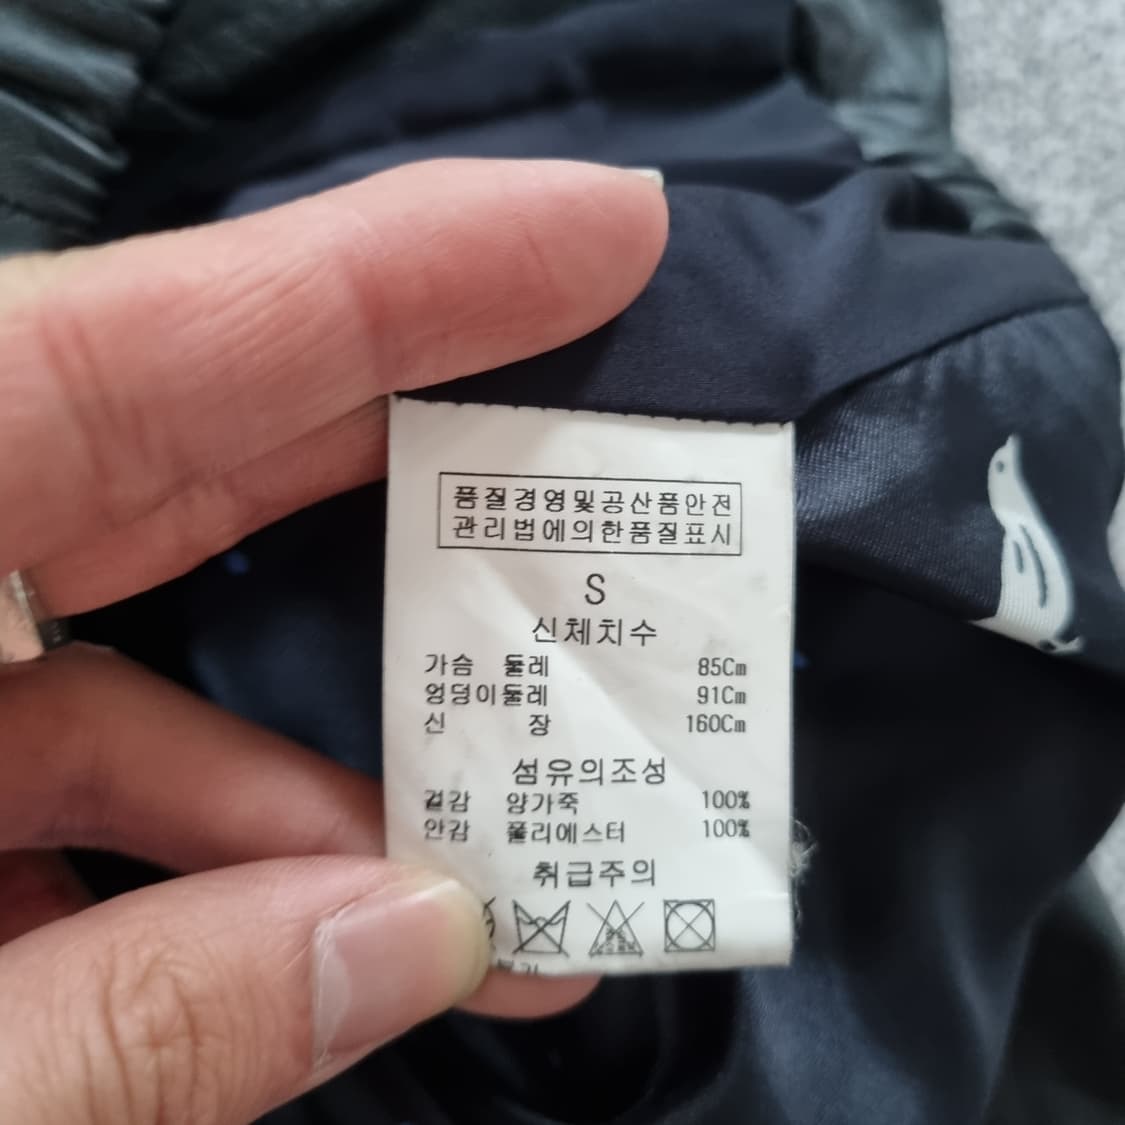 품질경영및공산품안전
관리법에의한품질표시
S
신체치수
가슴 둘레 85Cm
엉덩이둘레 91Cm
신 장 160Cm
섬유의조성
겉감 양가죽 100%
안감 폴리에스터 100%
취급주의